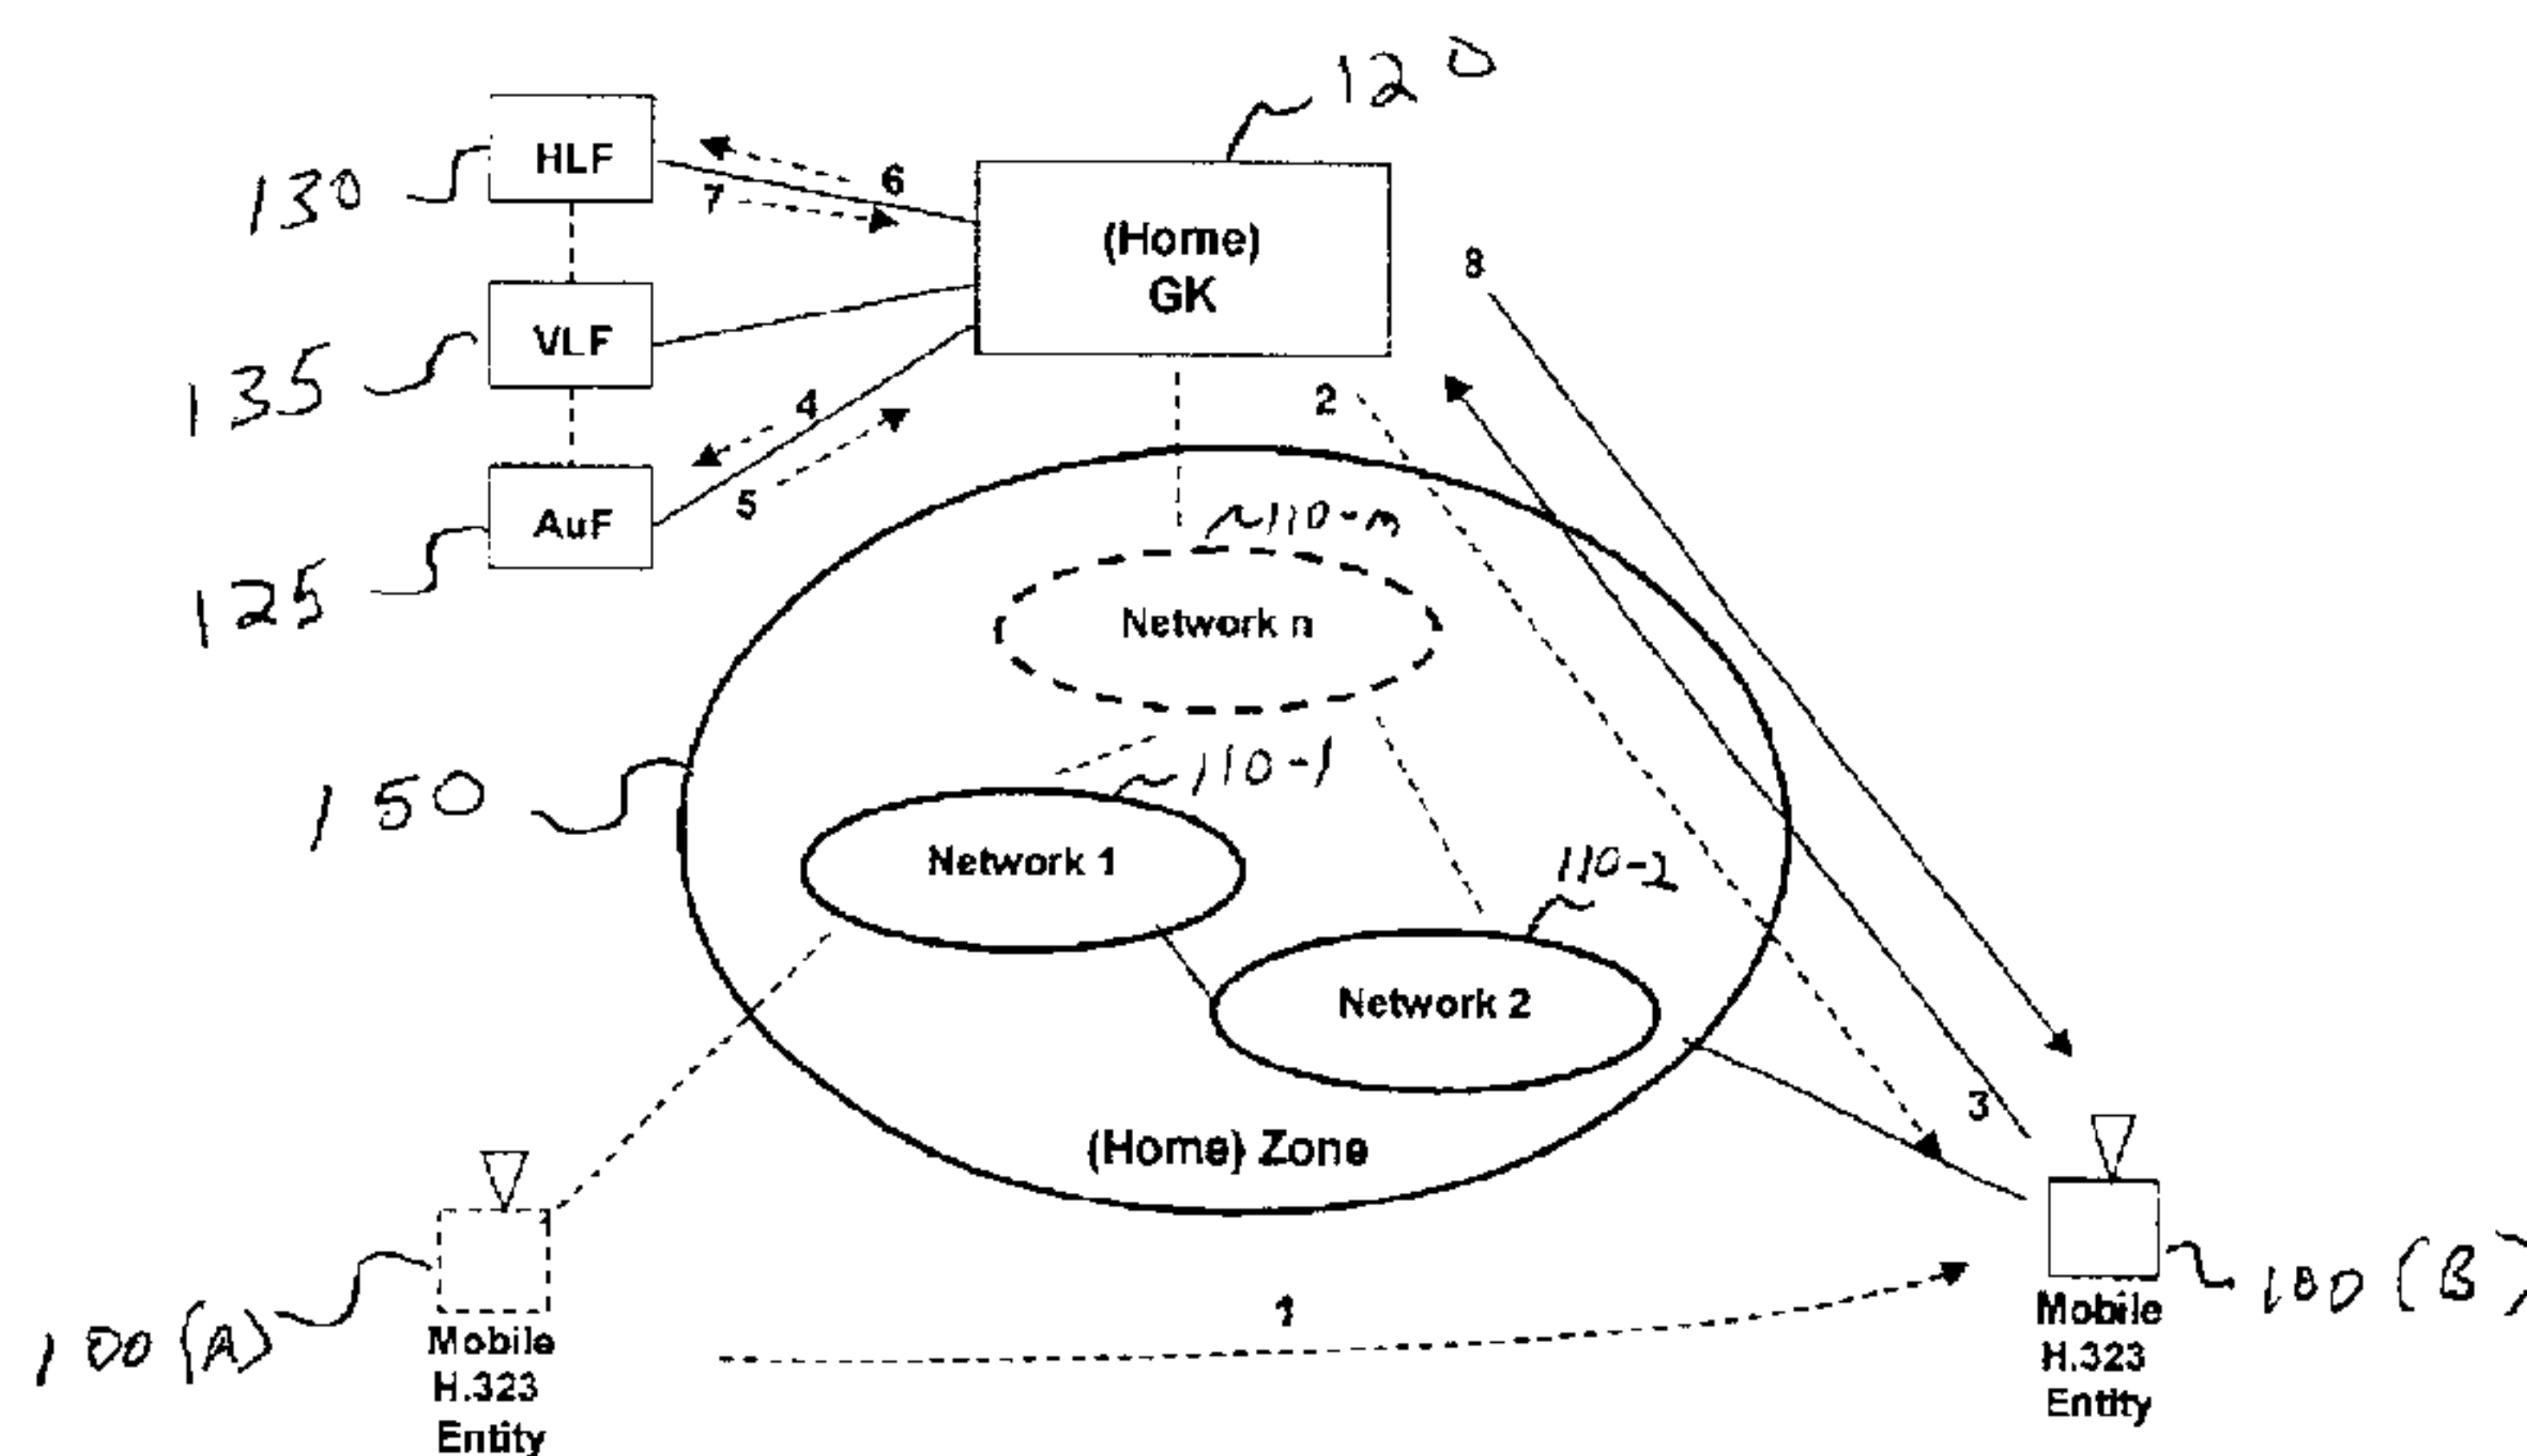 120
HLF
130
6
7
(Home)
GK
8
VLF
135
4
2
5
AuF
125
110-n
Network n
110-1
150
Network 1
110-2
Network 2
3
(Home) Zone
100 (A)
Mobile
H.323
Entity
1
100 (B)
Mobile
H.323
Entity